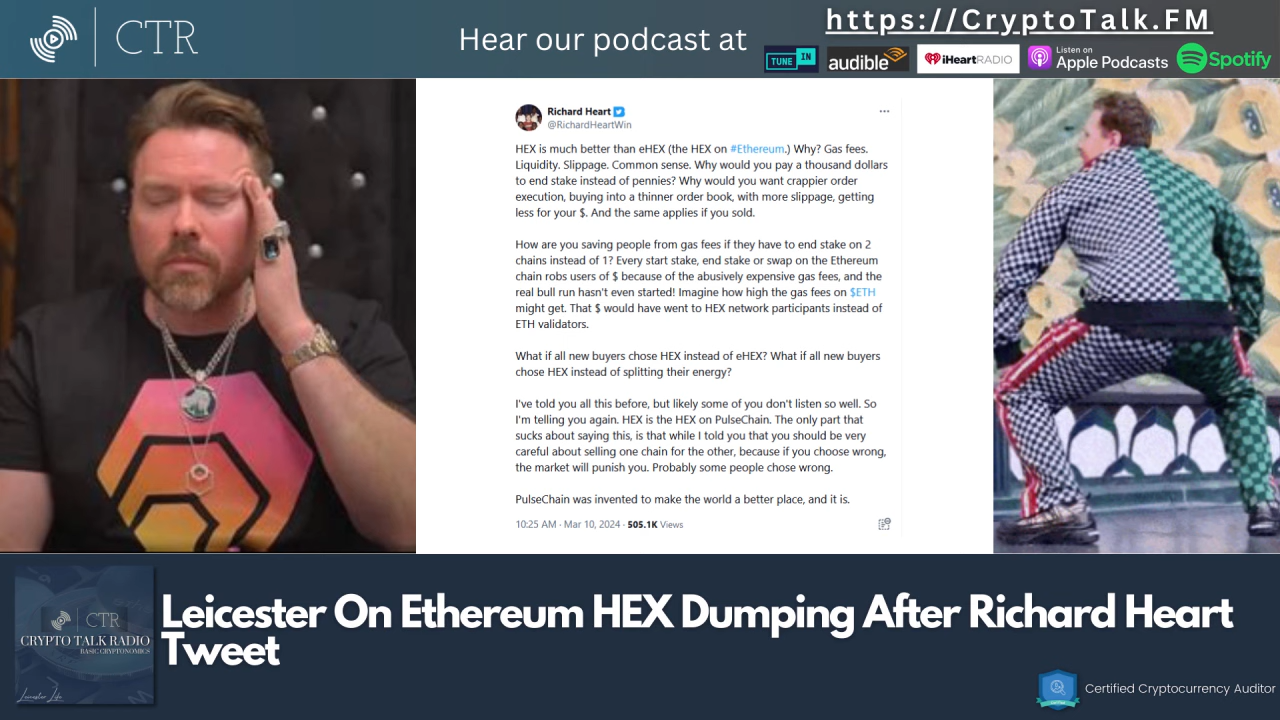 CTR
Hear our podcast at
https://CryptoTalk.FM
TUNE IN
audible
iHeartRADIO
Listen on
Apple Podcasts
Spotify
Richard Heart
@RichardHeartWin
HEX is much better than eHEX (the HEX on #Ethereum.) Why? Gas fees.
Liquidity. Slippage. Common sense. Why would you pay a thousand dollars
to end stake instead of pennies? Why would you want crappier order
execution, buying into a thinner order book, with more slippage, getting
less for your $. And the same applies if you sold.
How are you saving people from gas fees if they have to end stake on 2
chains instead of 1? Every start stake, end stake or swap on the Ethereum
chain robs users of $ because of the abusively expensive gas fees, and the
real bull run hasn't even started! Imagine how high the gas fees on $ETH
might get. That $ would have went to HEX network participants instead of
ETH validators.
What if all new buyers chose HEX instead of eHEX? What if all new buyers
chose HEX instead of splitting their energy?
I've told you all this before, but likely some of you don't listen so well. So
I'm telling you again. HEX is the HEX on PulseChain. The only part that
sucks about saying this, is that while I told you that you should be very
careful about selling one chain for the other, because if you choose wrong,
the market will punish you. Probably some people chose wrong.
PulseChain was invented to make the world a better place, and it is.
10:25 AM · Mar 10, 2024 · 505.1K Views
CTR
CRYPTO TALK RADIO
BASIC CRYPTONOMICS
Leicester Life
Leicester On Ethereum HEX Dumping After Richard Heart
Tweet
Certified Cryptocurrency Auditor